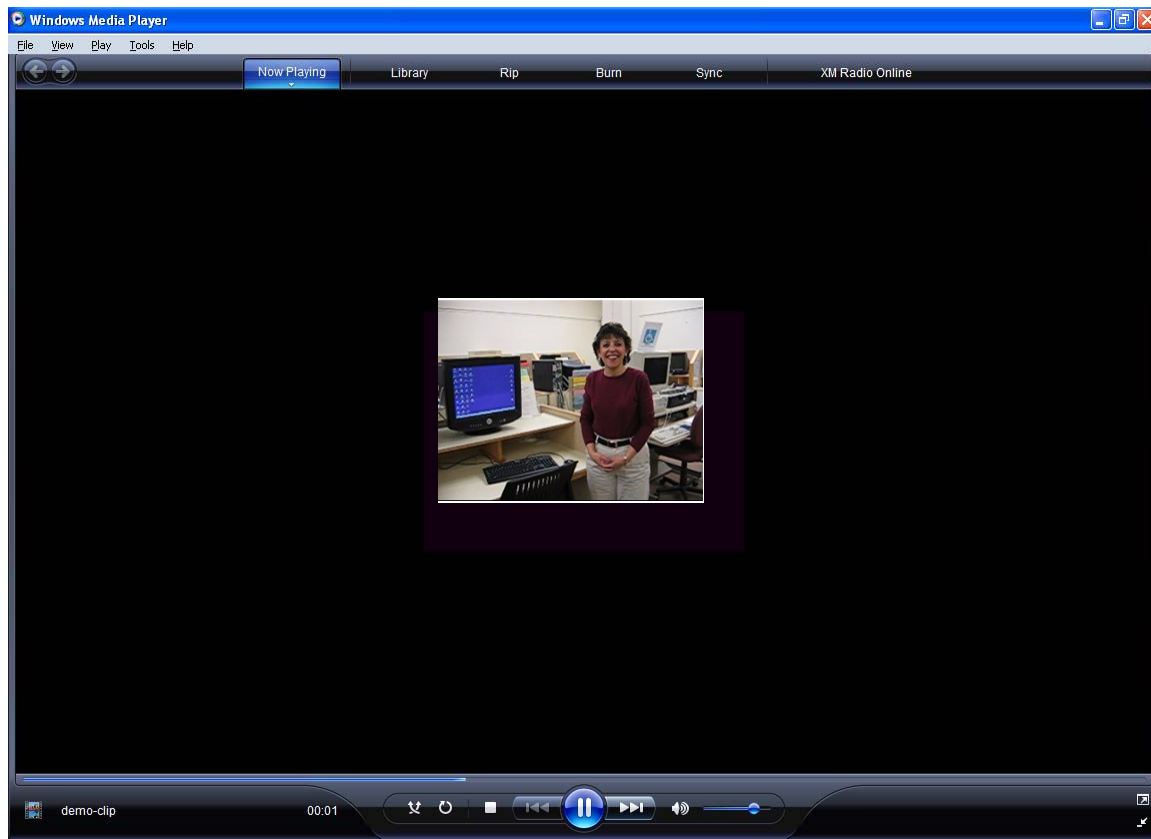 Windows Media Player
File View Play Tools Help
Now Playing Library Rip Burn Sync XM Radio Online
demo-clip 00:01